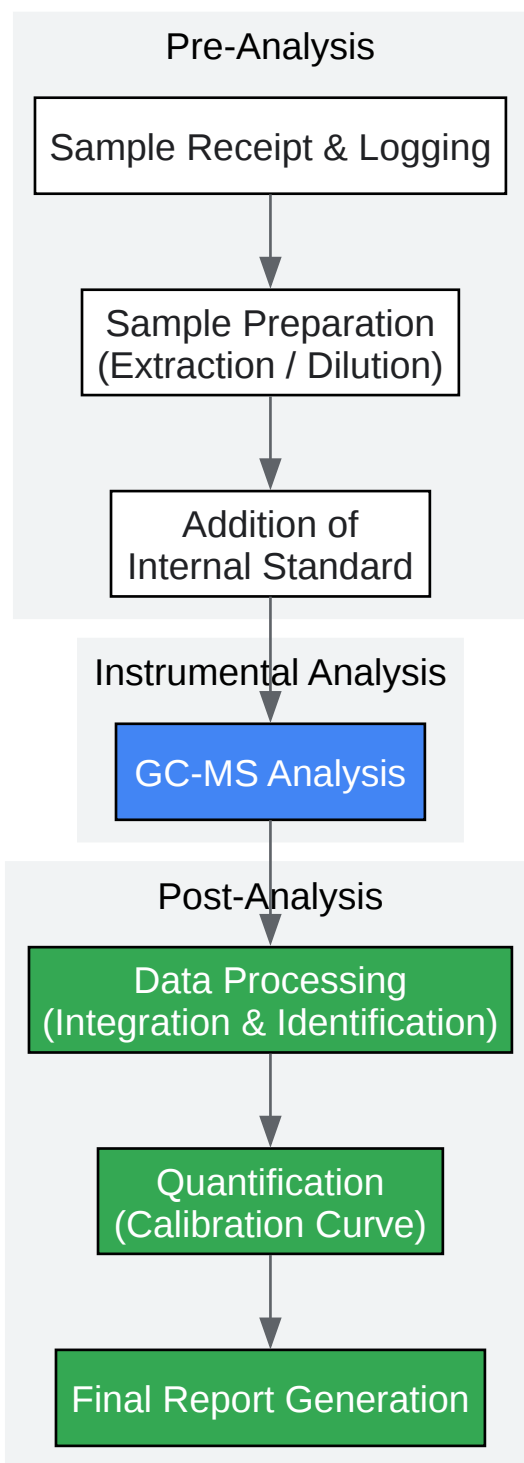 Pre-Analysis
Sample Receipt & Logging
Sample Preparation
(Extraction / Dilution)
Addition of
Internal Standard
Instrumental Analysis
GC-MS Analysis
Post-Analysis
Data Processing
(Integration & Identification)
Quantification
(Calibration Curve)
Final Report Generation